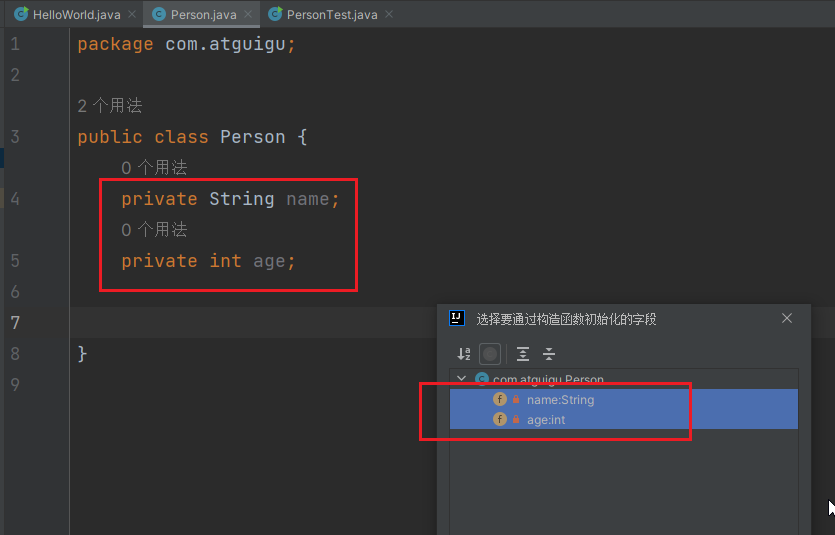 HelloWorld.java Person.java PersonTest.java
1 package com.atguigu;
2
2 个用法
3 public class Person {
0 个用法
4 private String name;
0 个用法
5 private int age;
6
7
8 }
9
IJ 选择要通过构造函数初始化的字段
com.atguigu.Person
f name:String
f age:int